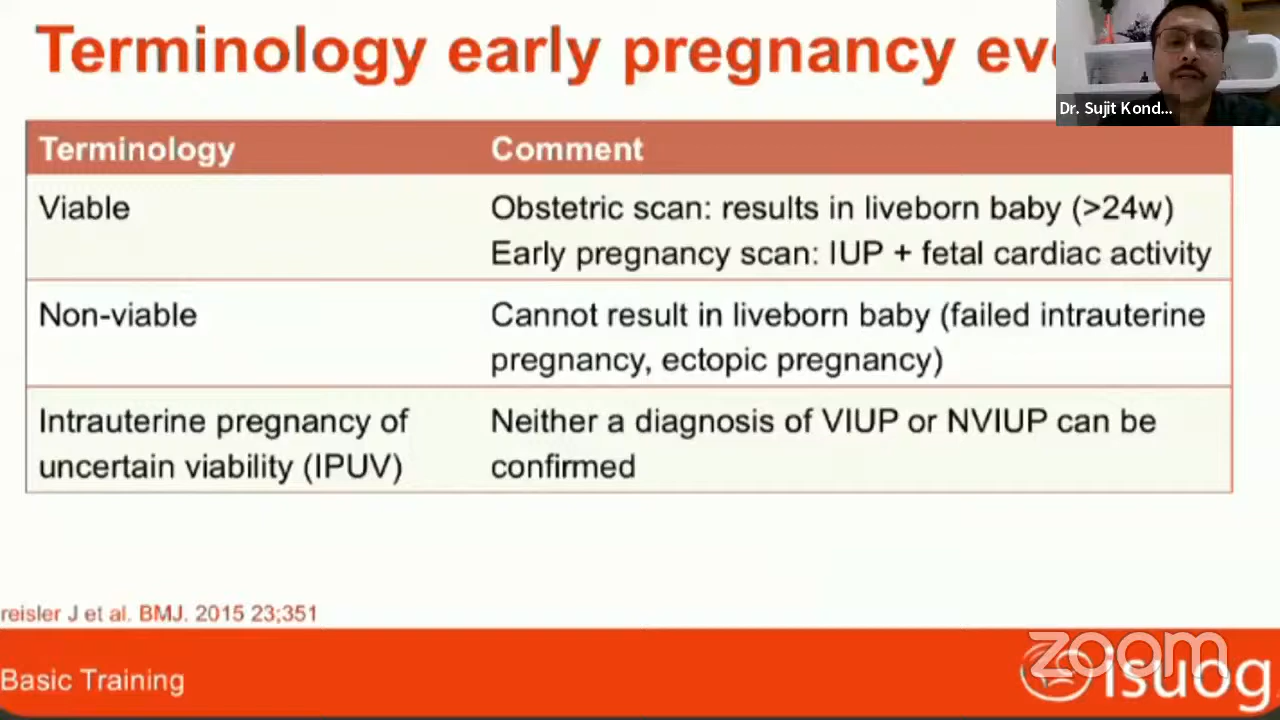 Terminology early pregnancy eve
Dr. Sujit Kond...
Terminology Comment
Viable Obstetric scan: results in liveborn baby (>24w)
Early pregnancy scan: IUP + fetal cardiac activity
Non-viable Cannot result in liveborn baby (failed intrauterine
pregnancy, ectopic pregnancy)
Intrauterine pregnancy of Neither a diagnosis of VIUP or NVIUP can be
uncertain viability (IPUV) confirmed
reisler J et al. BMJ. 2015 23;351
Basic Training
zoom
isuog